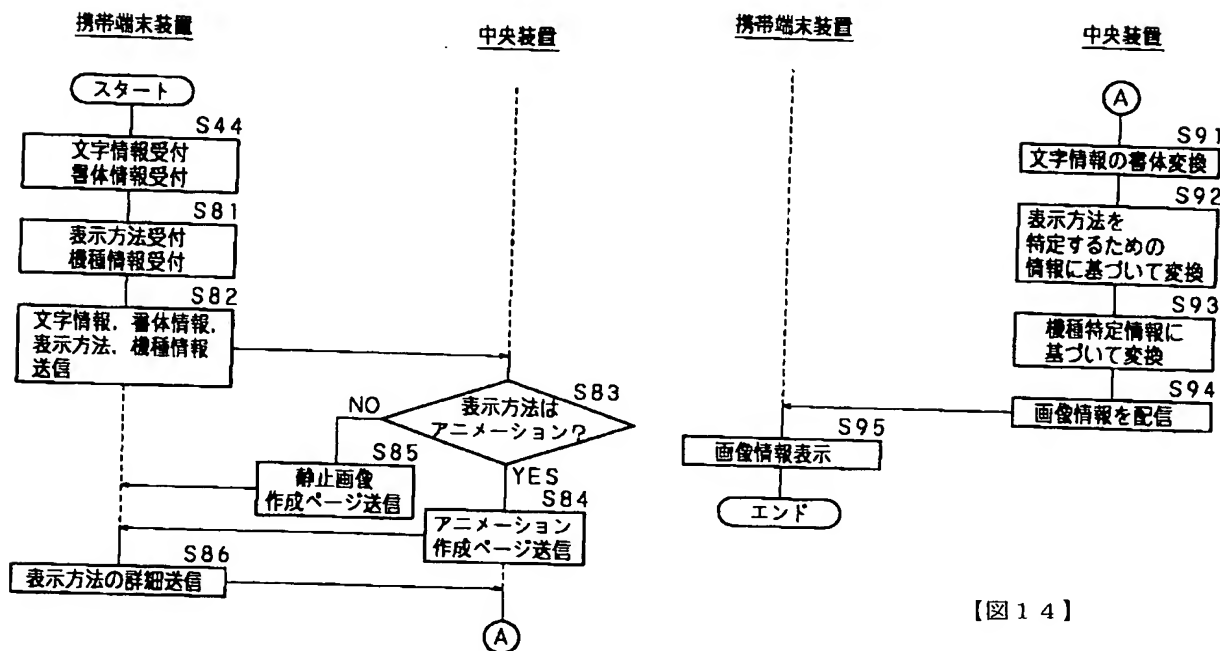 携帯端末装置
中央装置
スタート
S44
文字情報受付
書体情報受付
S81
表示方法受付
機種情報受付
S82
文字情報，書体情報，
表示方法，機種情報
送信
S83
表示方法は
アニメーション？
NO
YES
S85
静止画像
作成ページ送信
S84
アニメーション
作成ページ送信
S86
表示方法の詳細送信
A
携帯端末装置
中央装置
A
S91
文字情報の書体変換
S92
表示方法を
特定するための
情報に基づいて変換
S93
機種特定情報に
基づいて変換
S94
画像情報を配信
S95
画像情報表示
エンド
【図１４】